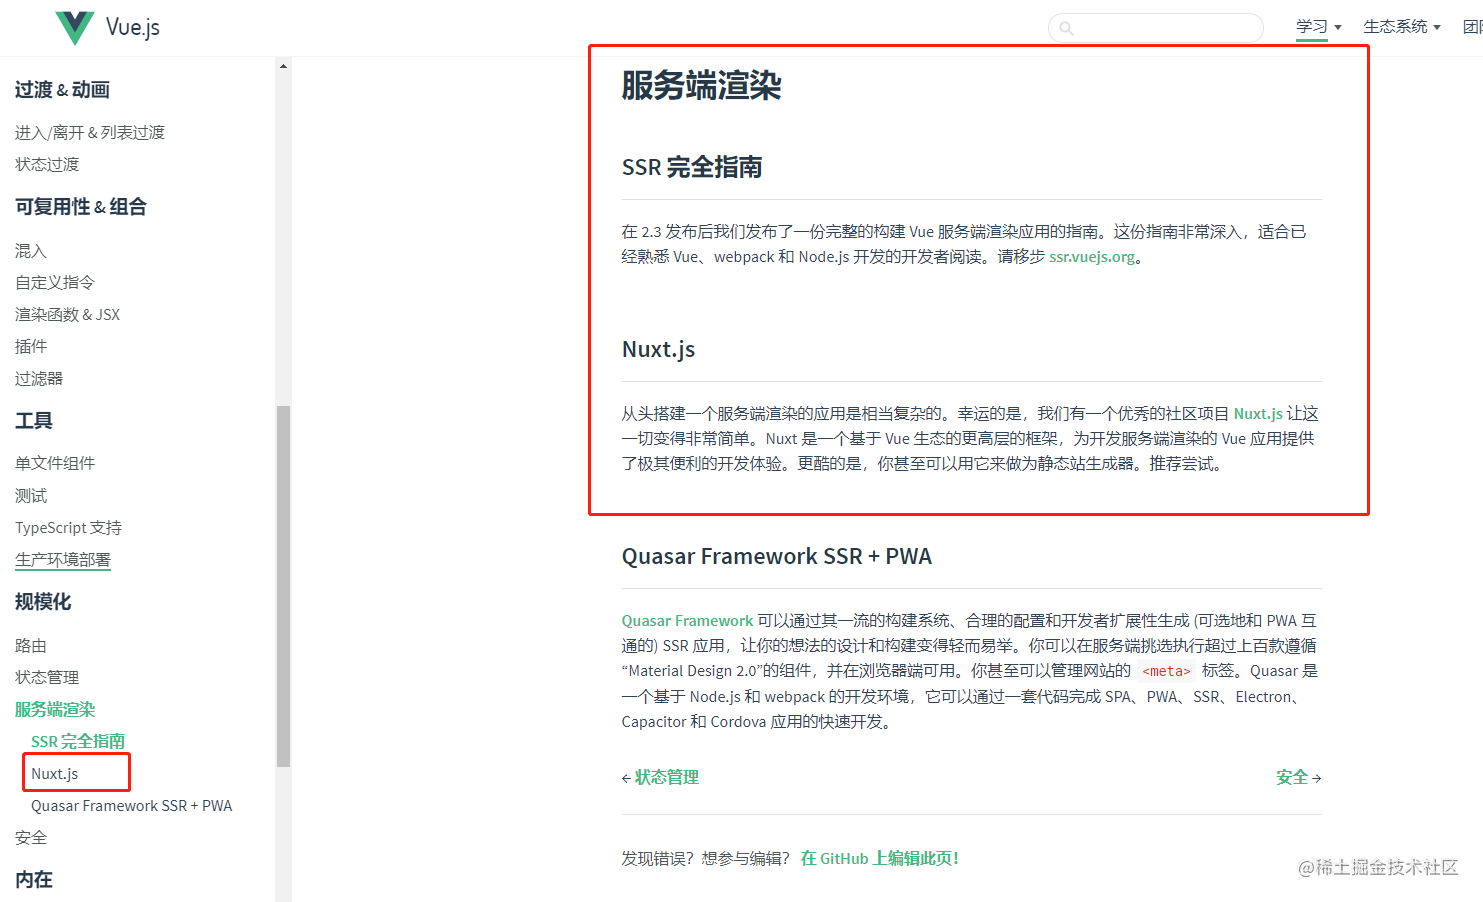 Vue.js
学习
生态系统
过渡 & 动画
进入/离开 & 列表过渡
状态过渡
可复用性 & 组合
混入
自定义指令
渲染函数 & JSX
插件
过滤器
工具
单文件组件
测试
TypeScript 支持
生产环境部署
规模化
路由
状态管理
服务端渲染
SSR 完全指南
Nuxt.js
Quasar Framework SSR + PWA
安全
内在
服务端渲染
SSR 完全指南
在 2.3 发布后我们发布了一份完整的构建 Vue 服务端渲染应用的指南。这份指南非常深入，适合已
经熟悉 Vue、webpack 和 Node.js 开发的开发者阅读。请移步 ssr.vuejs.org。
Nuxt.js
从头搭建一个服务端渲染的应用是相当复杂的。幸运的是，我们有一个优秀的社区项目 Nuxt.js 让这
一切变得非常简单。Nuxt 是一个基于 Vue 生态的更高层的框架，为开发服务端渲染的 Vue 应用提供
了极其便利的开发体验。更酷的是，你甚至可以用它来做为静态站生成器。推荐尝试。
Quasar Framework SSR + PWA
Quasar Framework 可以通过其一流的构建系统、合理的配置和开发者扩展性生成 (可选地和 PWA 互
通的) SSR 应用，让你的想法的设计和构建变得轻而易举。你可以在服务端挑选执行超过上百款遵循
“Material Design 2.0”的组件，并在浏览器端可用。你甚至可以管理网站的 <meta> 标签。Quasar 是
一个基于 Node.js 和 webpack 的开发环境，它可以通过一套代码完成 SPA、PWA、SSR、Electron、
Capacitor 和 Cordova 应用的快速开发。
← 状态管理
安全 →
发现错误？想参与编辑？ 在 GitHub 上编辑此页！
@稀土掘金技术社区